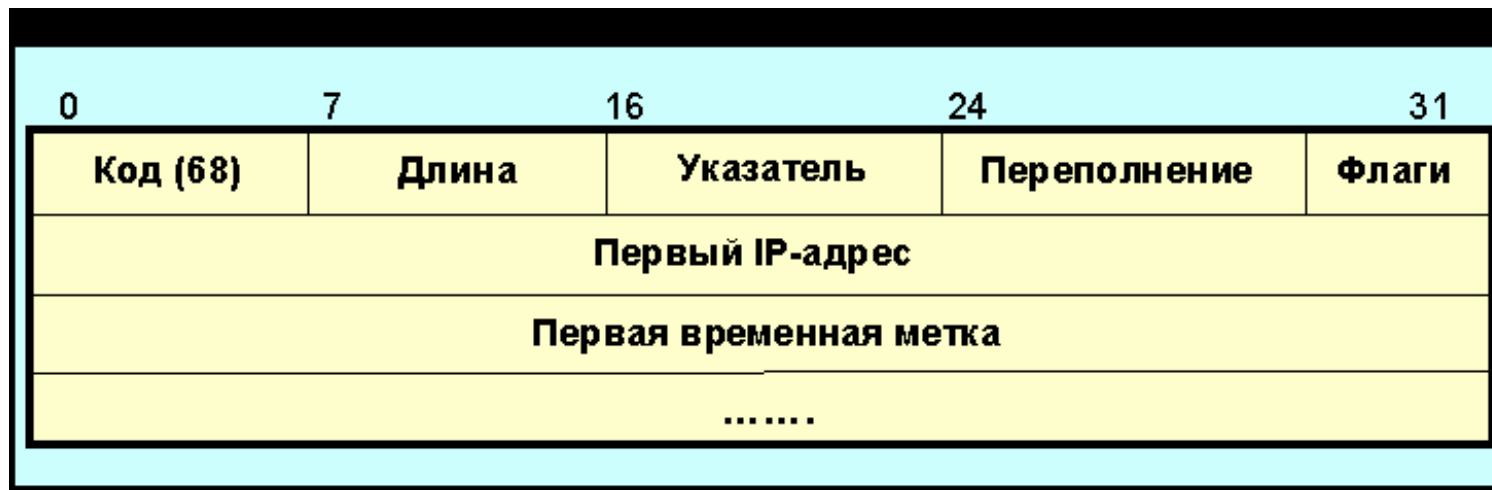 0 7 16 24 31
Код (68) Длина Указатель Переполнение Флаги
Первый IP-адрес
Первая временная метка
.......